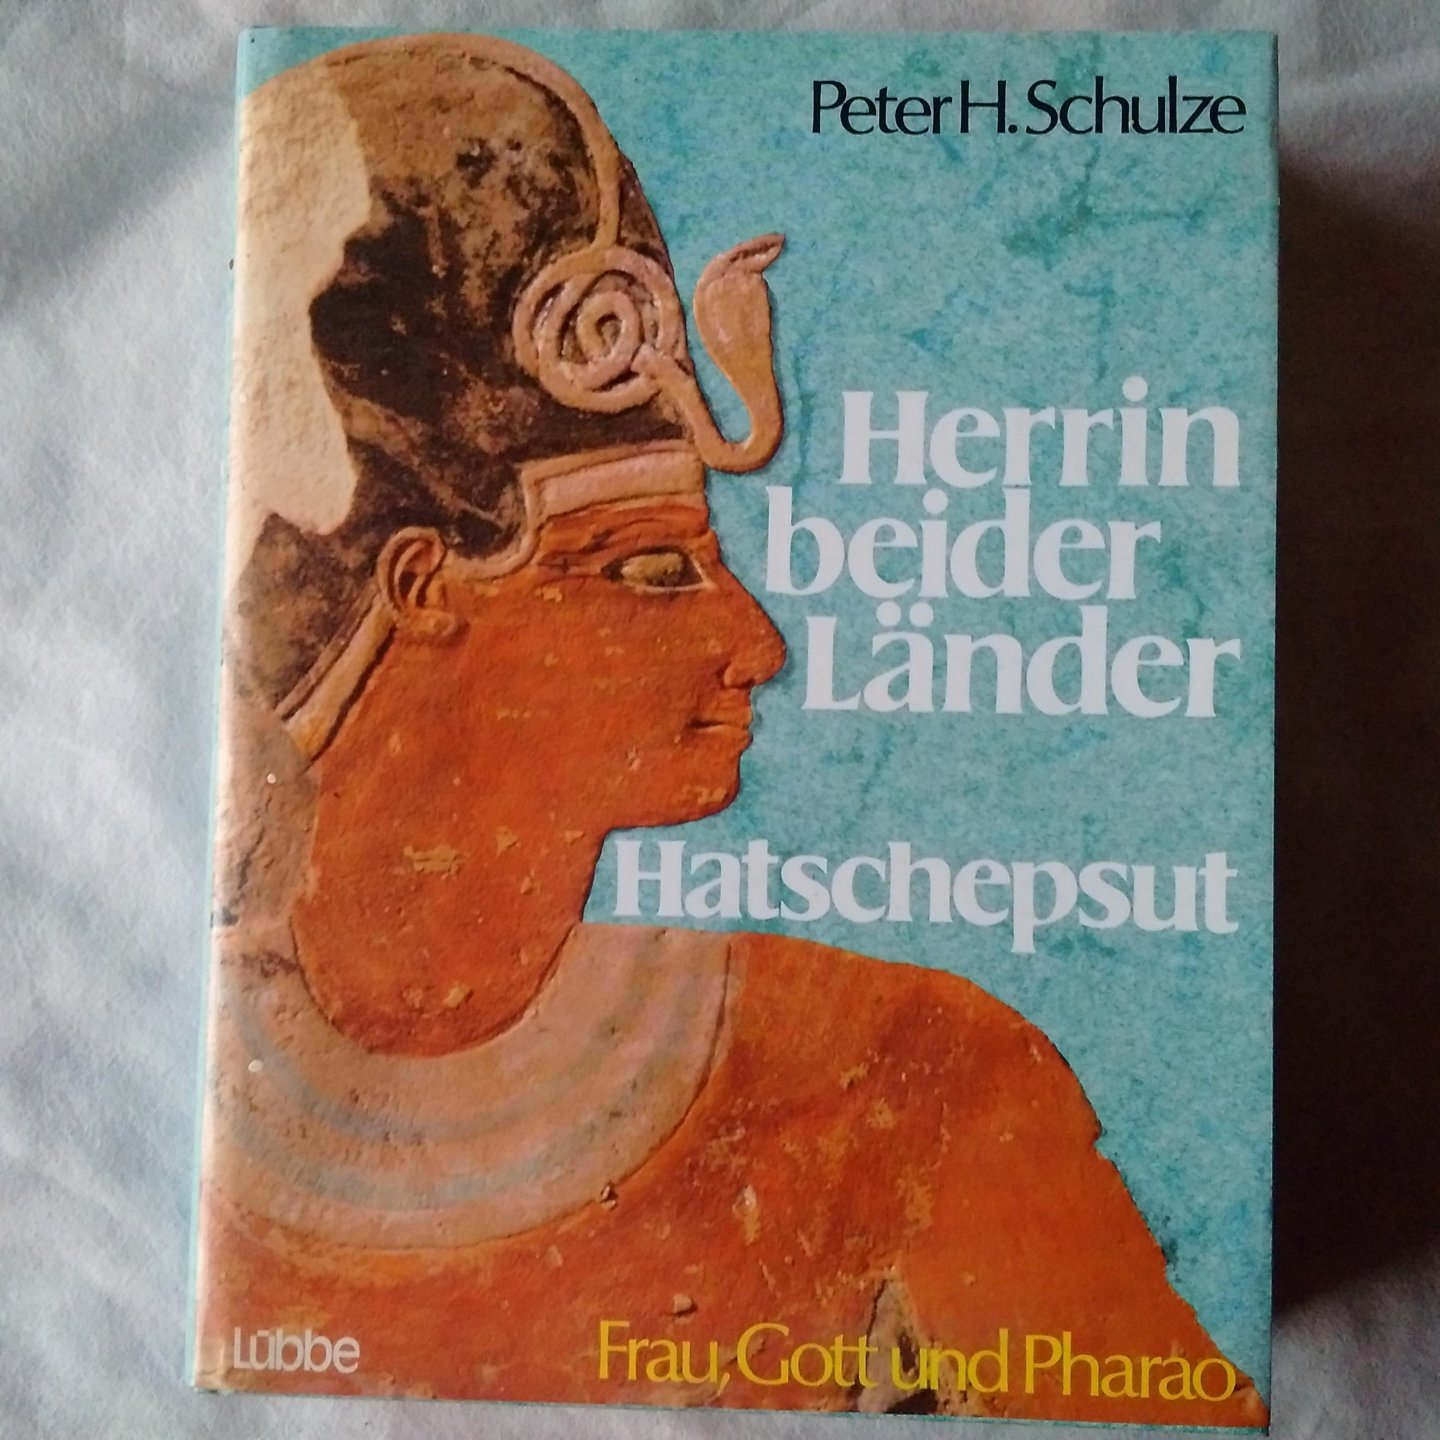 Peter H. Schulze
Herrin
beider
Länder
Hatschepsut
Frau, Gott und Pharao
Lübbe